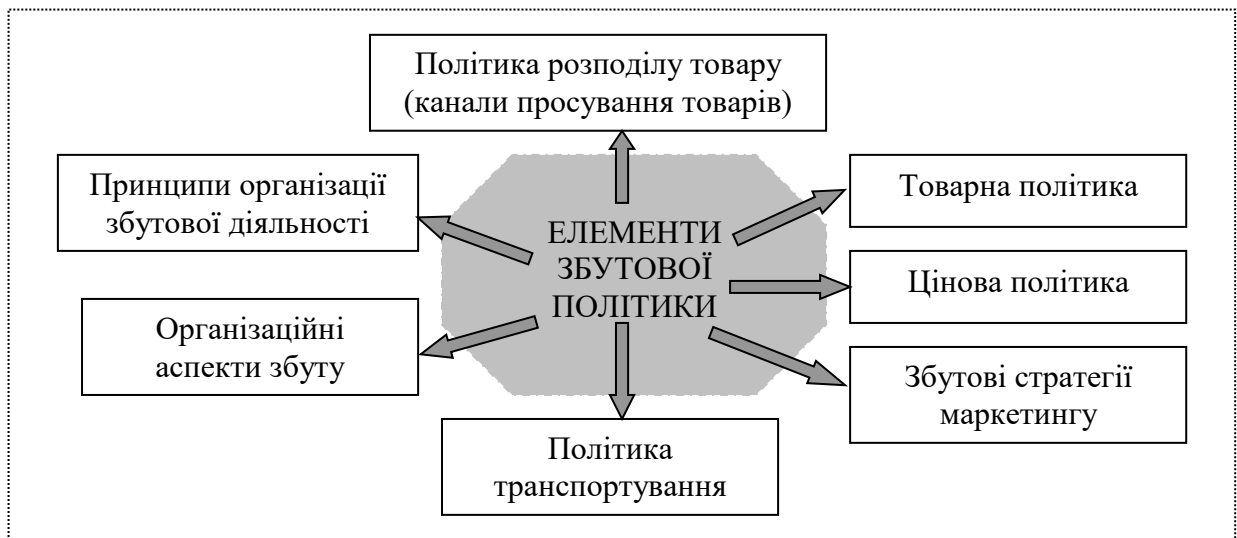 Політика розподілу товару
(канали просування товарів)
Принципи організації
збутової діяльності
Товарна політика
ЕЛЕМЕНТИ
ЗБУТОВОЇ
ПОЛІТИКИ
Цінова політика
Організаційні
аспекти збуту
Збутові стратегії
маркетингу
Політика
транспортування